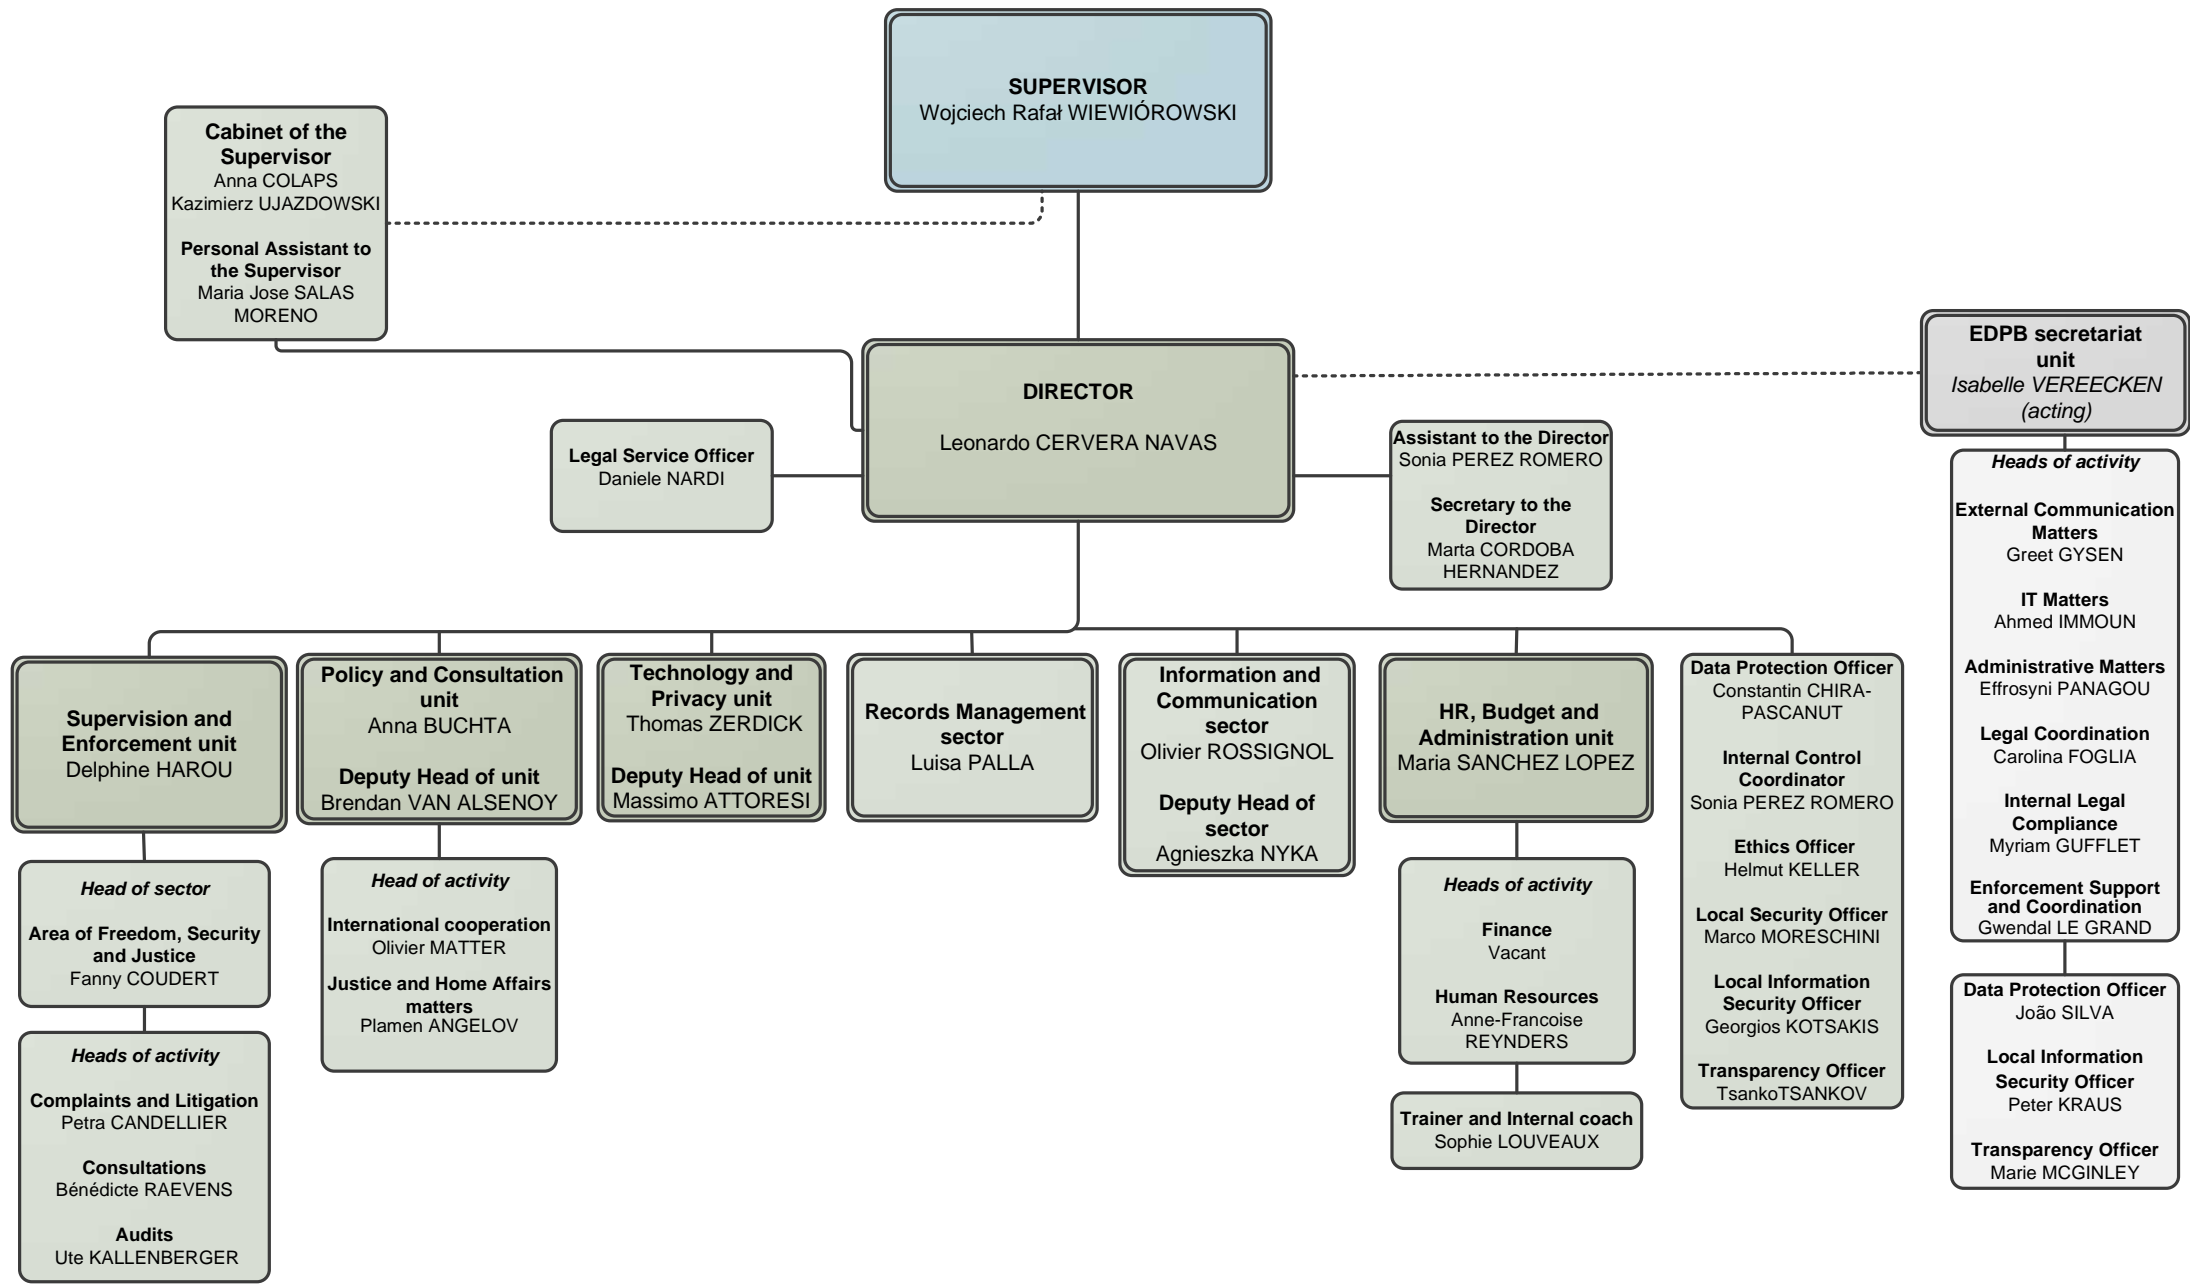 SUPERVISOR
Wojciech Rafał WIEWIÓROWSKI
Cabinet of the
Supervisor
Anna COLAPS
Kazimierz UJAZDOWSKI
Personal Assistant to
the Supervisor
Maria Jose SALAS
MORENO
DIRECTOR
Leonardo CERVERA NAVAS
EDPB secretariat
unit
Isabelle VEREECKEN
(acting)
Legal Service Officer
Daniele NARDI
Assistant to the Director
Sonia PEREZ ROMERO
Secretary to the
Director
Marta CORDOBA
HERNANDEZ
Heads of activity
External Communication
Matters
Greet GYSEN
IT Matters
Ahmed IMMOUN
Administrative Matters
Effrosyni PANAGOU
Legal Coordination
Carolina FOGLIA
Internal Legal
Compliance
Myriam GUFFLET
Enforcement Support
and Coordination
Gwendal LE GRAND
Data Protection Officer
João SILVA
Local Information
Security Officer
Peter KRAUS
Transparency Officer
Marie MCGINLEY
Supervision and
Enforcement unit
Delphine HAROU
Head of sector
Area of Freedom, Security
and Justice
Fanny COUDERT
Heads of activity
Complaints and Litigation
Petra CANDELLIER
Consultations
Bénédicte RAEVENS
Audits
Ute KALLENBERGER
Policy and Consultation
unit
Anna BUCHTA
Deputy Head of unit
Brendan VAN ALSENOY
Head of activity
International cooperation
Olivier MATTER
Justice and Home Affairs
matters
Plamen ANGELOV
Technology and
Privacy unit
Thomas ZERDICK
Deputy Head of unit
Massimo ATTORESI
Records Management
sector
Luisa PALLA
Information and
Communication
sector
Olivier ROSSIGNOL
Deputy Head of
sector
Agnieszka NYKA
HR, Budget and
Administration unit
Maria SANCHEZ LOPEZ
Heads of activity
Finance
Vacant
Human Resources
Anne-Francoise
REYNDERS
Trainer and Internal coach
Sophie LOUVEAUX
Data Protection Officer
Constantin CHIRA-
PASCANUT
Internal Control
Coordinator
Sonia PEREZ ROMERO
Ethics Officer
Helmut KELLER
Local Security Officer
Marco MORESCHINI
Local Information
Security Officer
Georgios KOTSAKIS
Transparency Officer
TsankoTSANKOV